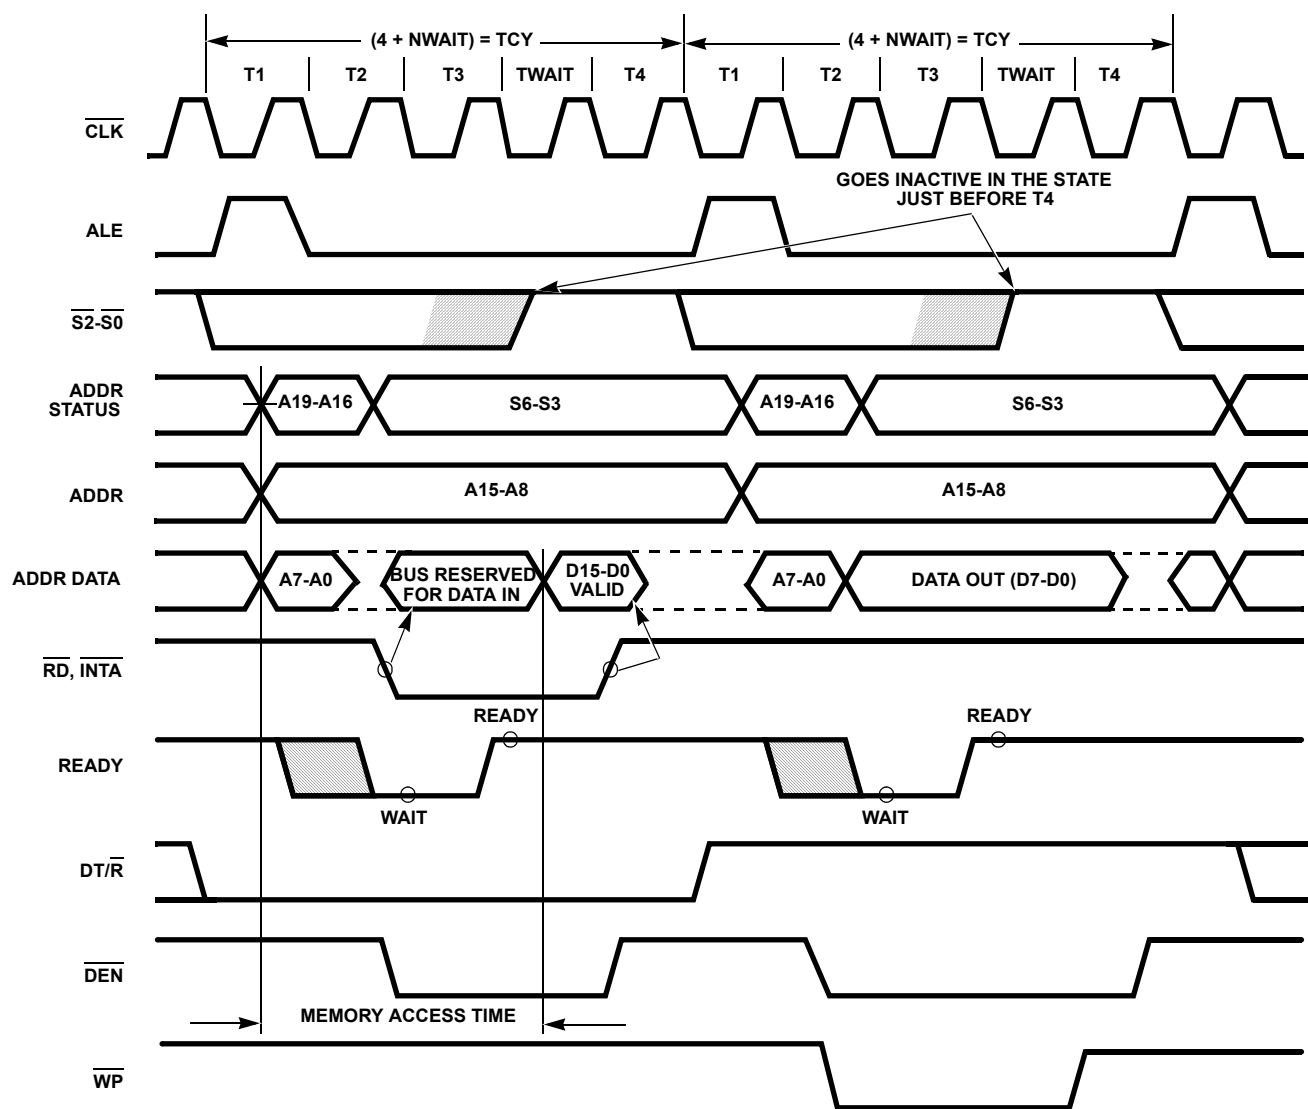 (4 + NWAIT) = TCY
(4 + NWAIT) = TCY
T1 T2 T3 TWAIT T4 T1 T2 T3 TWAIT T4
CLK
GOES INACTIVE IN THE STATE
JUST BEFORE T4
ALE
S2-S0
ADDR
STATUS
A19-A16 S6-S3 A19-A16 S6-S3
ADDR
A15-A8 A15-A8
ADDR DATA
A7-A0
BUS RESERVED
FOR DATA IN
D15-D0
VALID
A7-A0
DATA OUT (D7-D0)
RD, INTA
READY READY
READY
WAIT WAIT
DT/R
DEN
MEMORY ACCESS TIME
WP